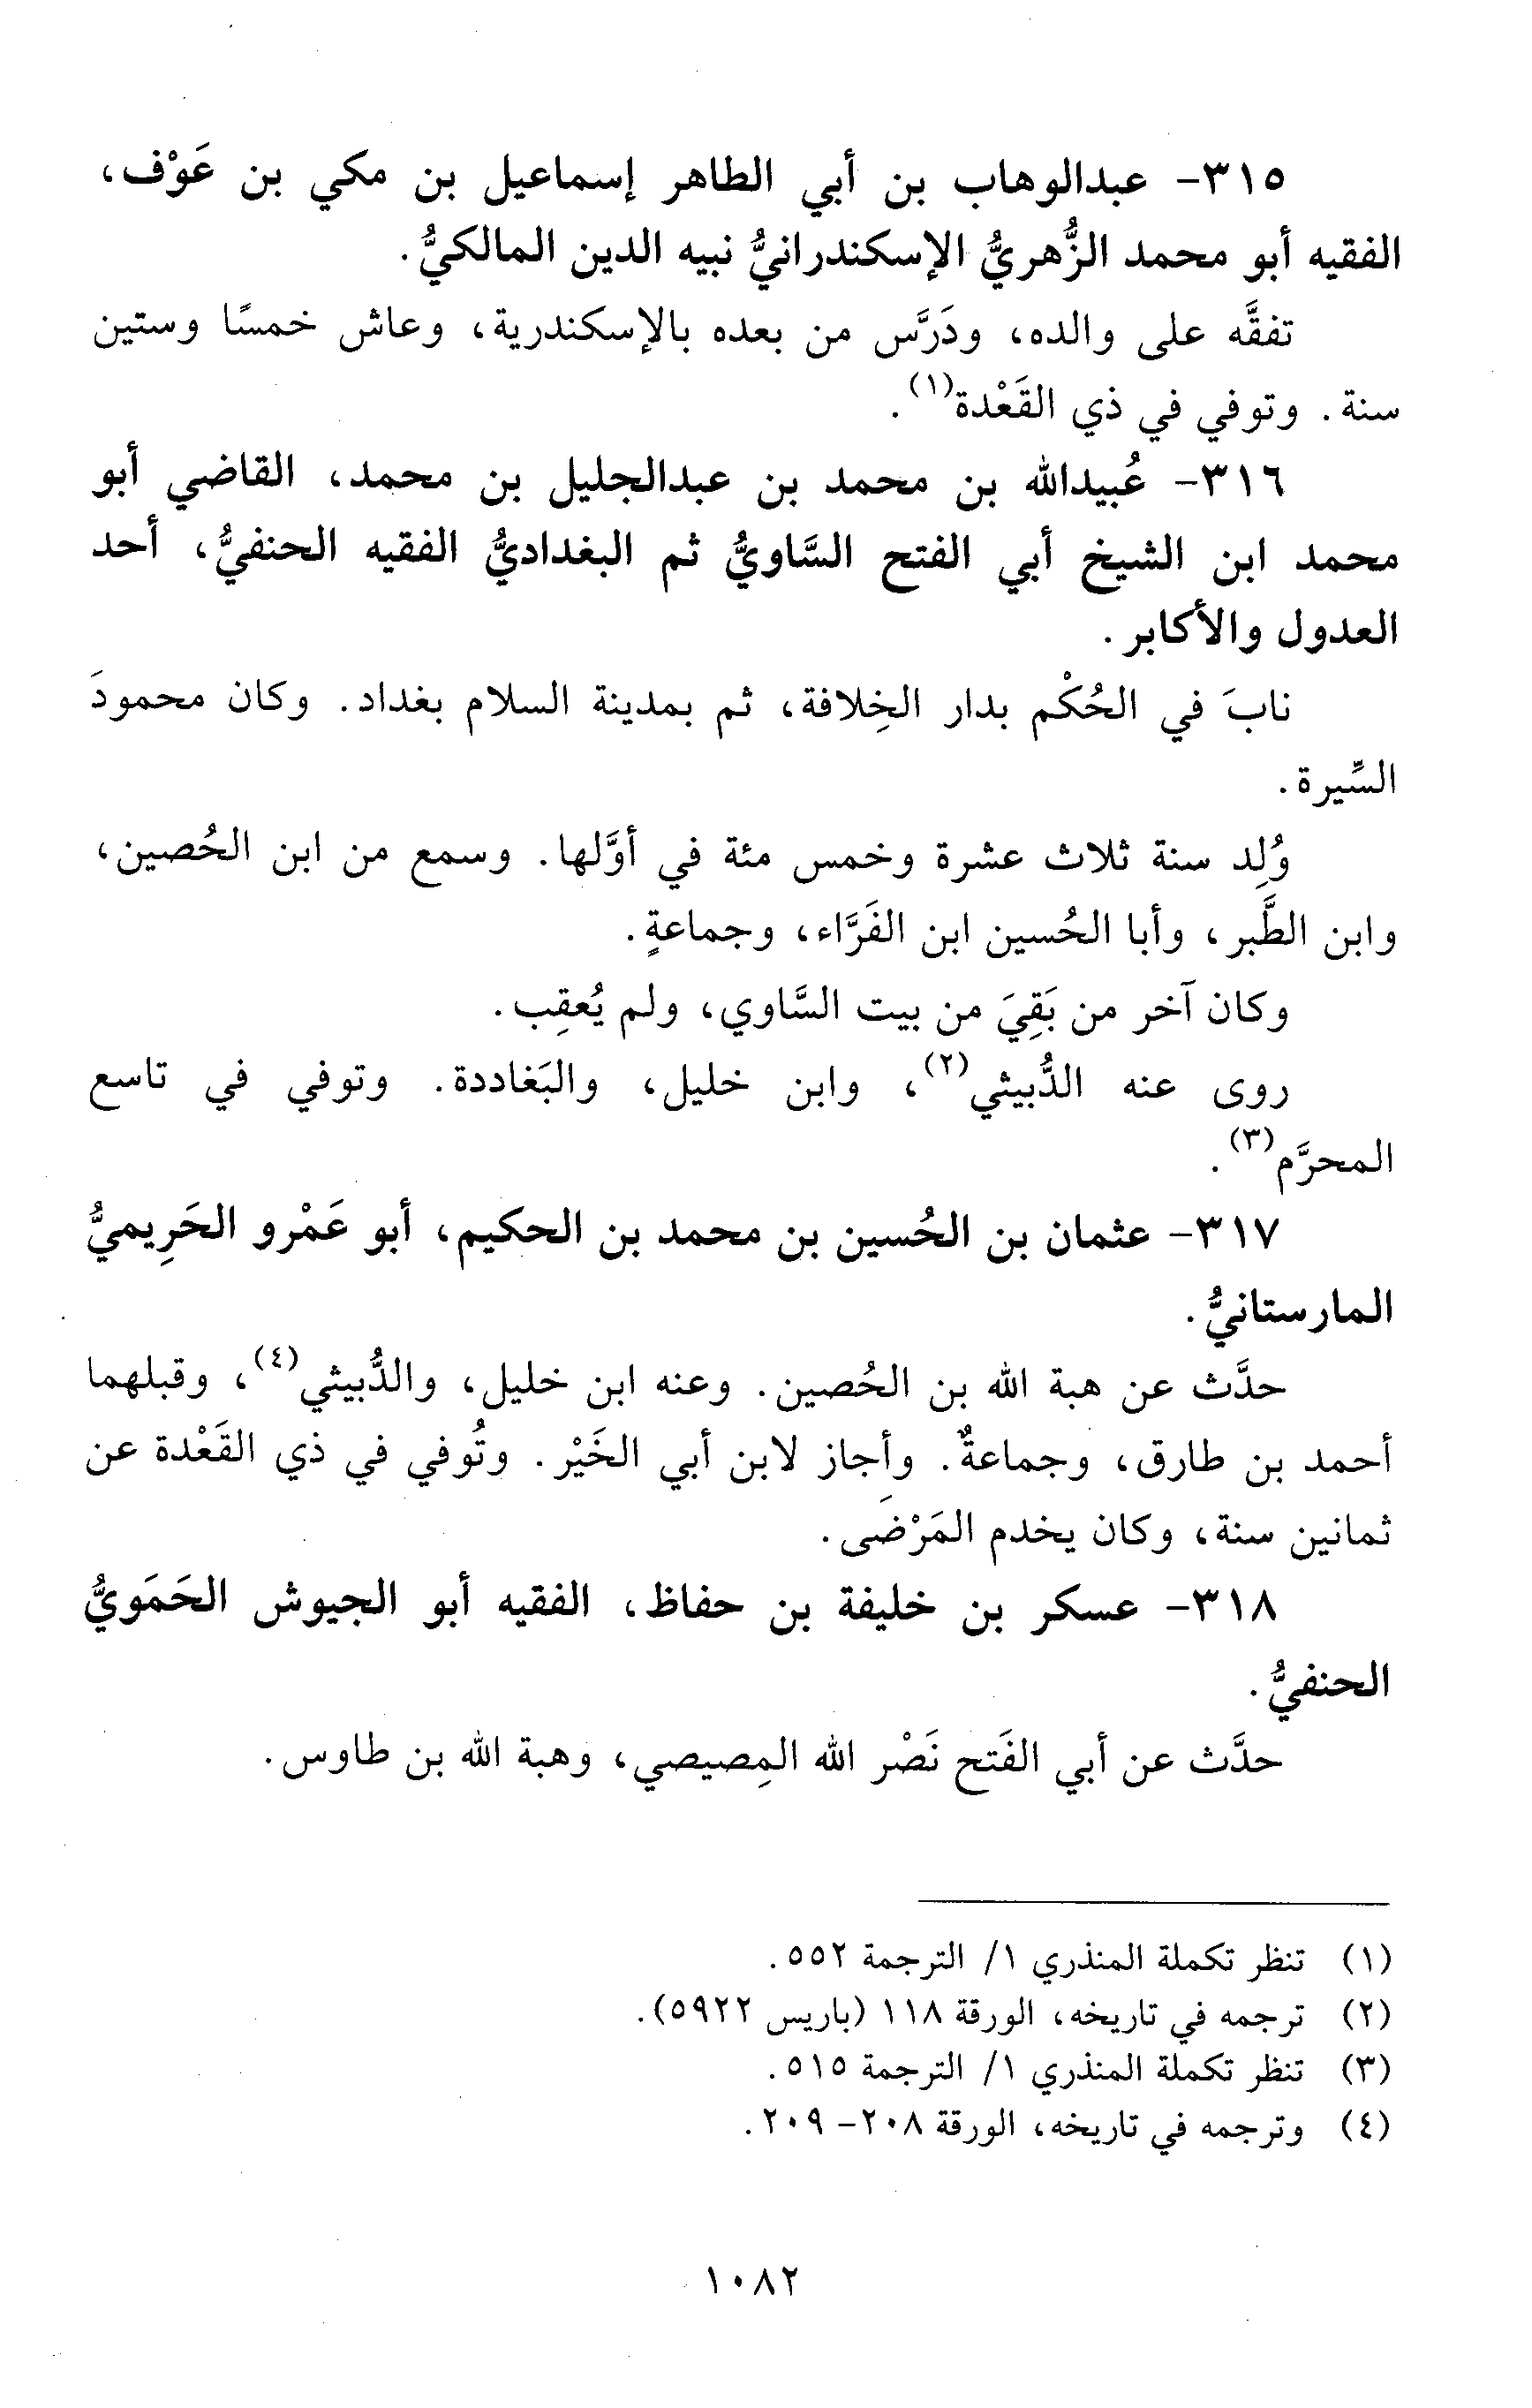 ٣١٥- عبدالوهاب بن أبي الطاهر إسماعيل بن مكي بن عَوْف،
الفقيه أبو محمد الزُّهريُّ الإسكندرانيُّ نبيه الدين المالكيُّ.
تفقَّه على والده، ودَرَّس من بعده بالإسكندرية، وعاش خمسًا وستين
سنة. وتوفي في ذي القَعْدة(١).
٣١٦- عُبيدالله بن محمد بن عبدالجليل بن محمد، القاضي أبو
محمد ابن الشيخ أبي الفتح السَّاويُّ ثم البغداديُّ الفقيه الحنفيُّ، أحد
العدول والأكابر.
نابَ في الحُكْم بدار الخِلافة، ثم بمدينة السلام بغداد. وكان محمودَ
السِّيرة.
وُلِد سنة ثلاث عشرة وخمس مئة في أوَّلها. وسمع من ابن الحُصين،
وابن الطَّبر، وأبا الحُسين ابن الفَرَّاء، وجماعةٍ.
وكان آخر من بَقِيَ من بيت السَّاوي، ولم يُعقِب.
روى عنه الدُّبيثي(٢)، وابن خليل، والبَغاددة. وتوفي في تاسع
المحرَّم(٣).
٣١٧- عثمان بن الحُسين بن محمد بن الحكيم، أبو عَمْرو الحَرِيميُّ
المارستانيُّ.
حدَّث عن هبة الله بن الحُصين. وعنه ابن خليل، والدُّبيثي(٤)، وقبلهما
أحمد بن طارق، وجماعةٌ. وأجاز لابن أبي الخَيْر. وتُوفي في ذي القَعْدة عن
ثمانين سنة، وكان يخدم المَرْضَى.
٣١٨- عسكر بن خليفة بن حفاظ، الفقيه أبو الجيوش الحَمَويُّ
الحنفيُّ.
حدَّث عن أبي الفَتح نَصْر الله المِصيصي، وهبة الله بن طاوس.
(١) تنظر تكملة المنذري ١/ الترجمة ٥٥٢.
(٢) ترجمه في تاريخه، الورقة ١١٨ (باريس ٥٩٢٢).
(٣) تنظر تكملة المنذري ١/ الترجمة ٥١٥.
(٤) وترجمه في تاريخه، الورقة ٢٠٨- ٢٠٩.
١٠٨٢